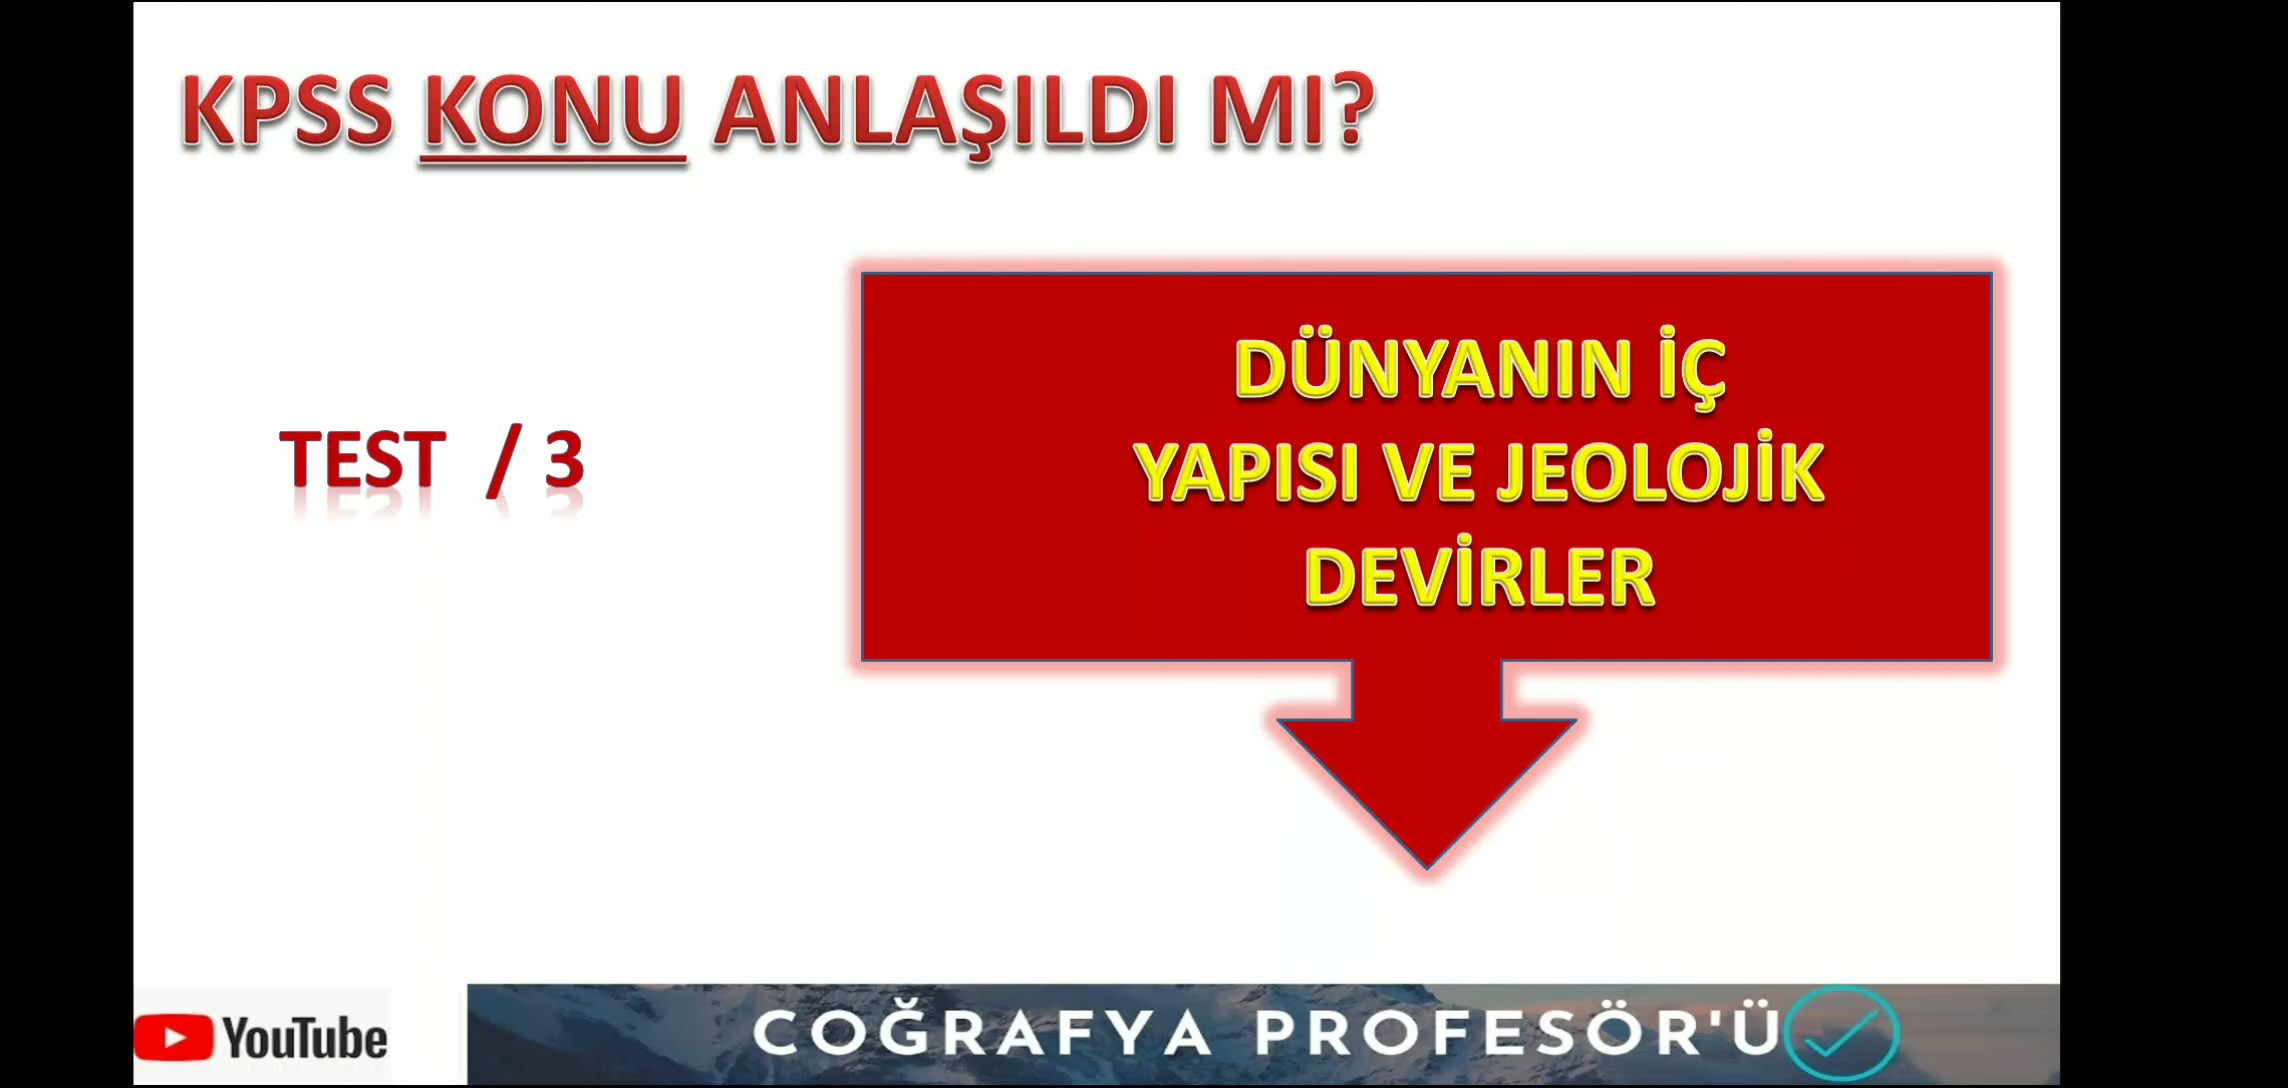 KPSS KONU ANLAŞILDI MI?
TEST / 3
DÜNYANIN İÇ
YAPISI VE JEOLOJİK
DEVİRLER
YouTube
COĞRAFYA PROFESÖR'Ü